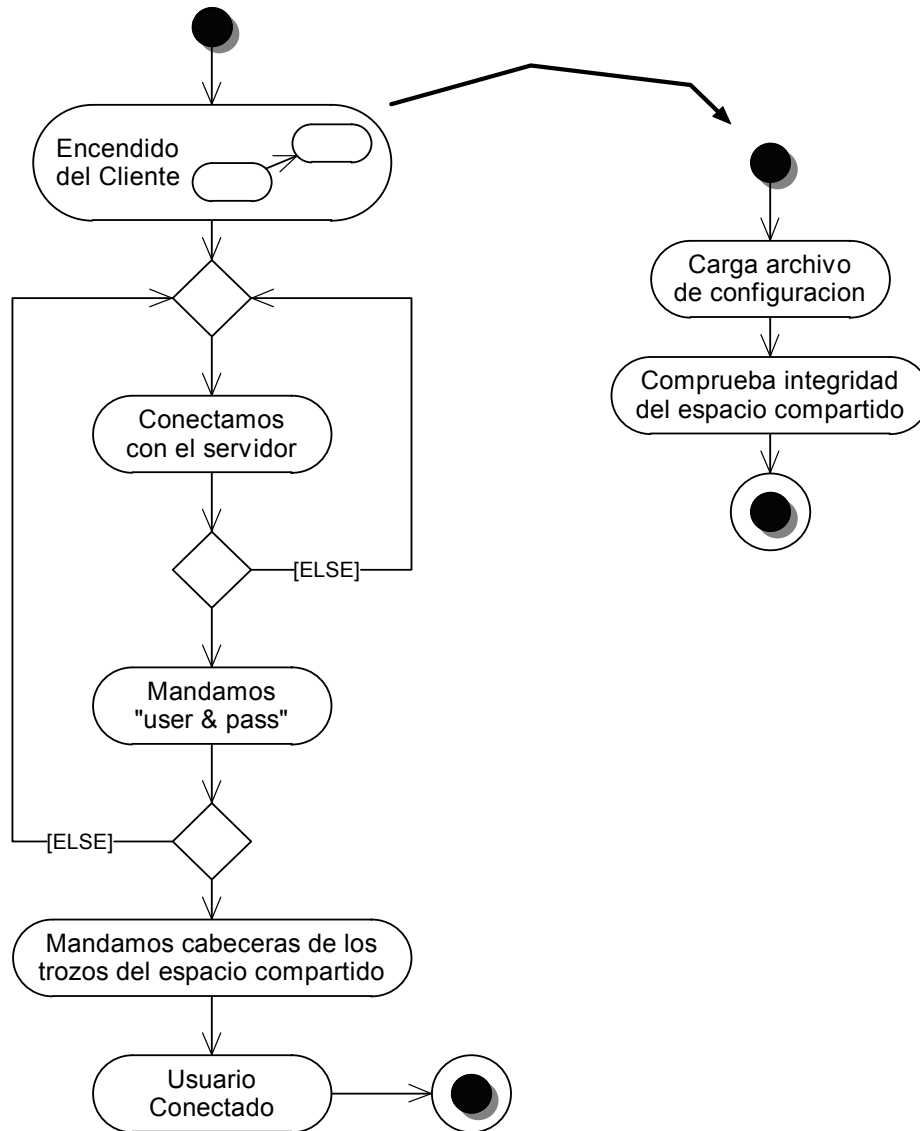 Encendido
del Cliente
Carga archivo
de configuracion
Comprueba integridad
del espacio compartido
Conectamos
con el servidor
[ELSE]
Mandamos
"user & pass"
[ELSE]
Mandamos cabeceras de los
trozos del espacio compartido
Usuario
Conectado